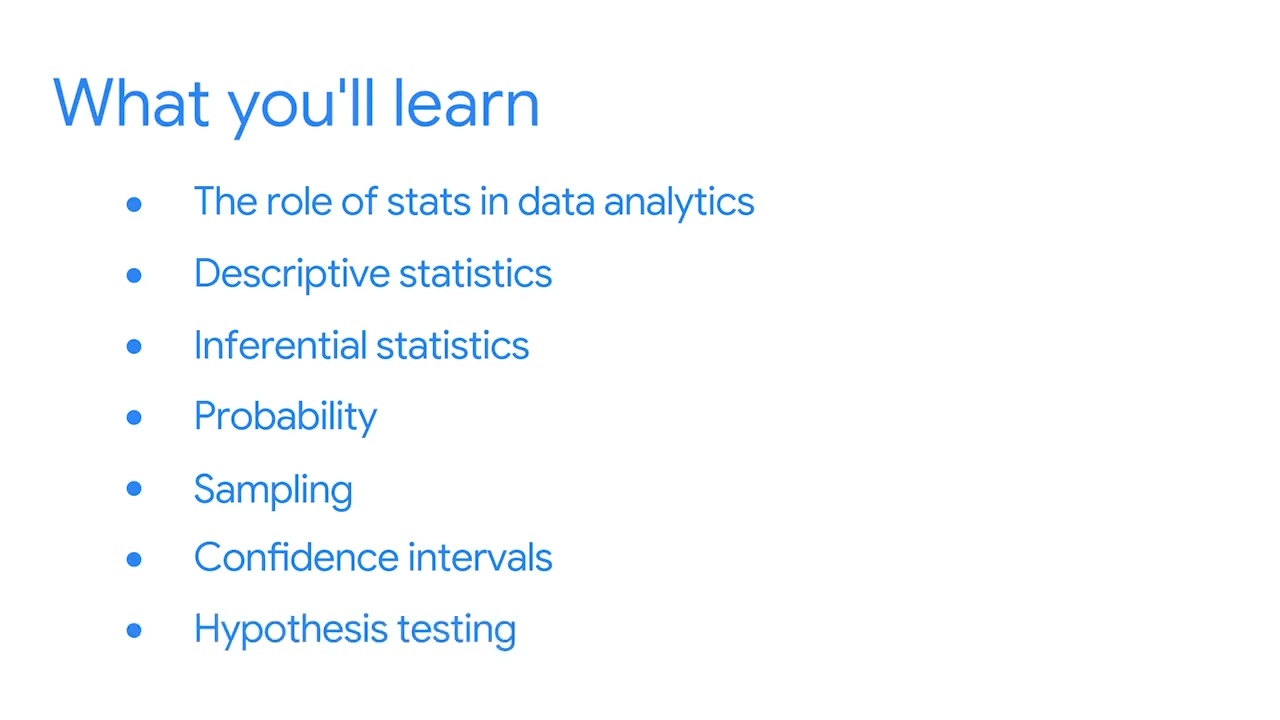 What you'll learn
● The role of stats in data analytics
● Descriptive statistics
● Inferential statistics
● Probability
● Sampling
● Confidence intervals
● Hypothesis testing